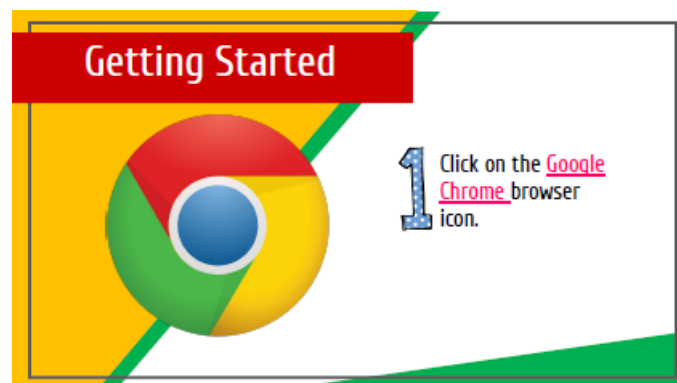 Getting Started
1
Click on the Google
Chrome browser
icon.